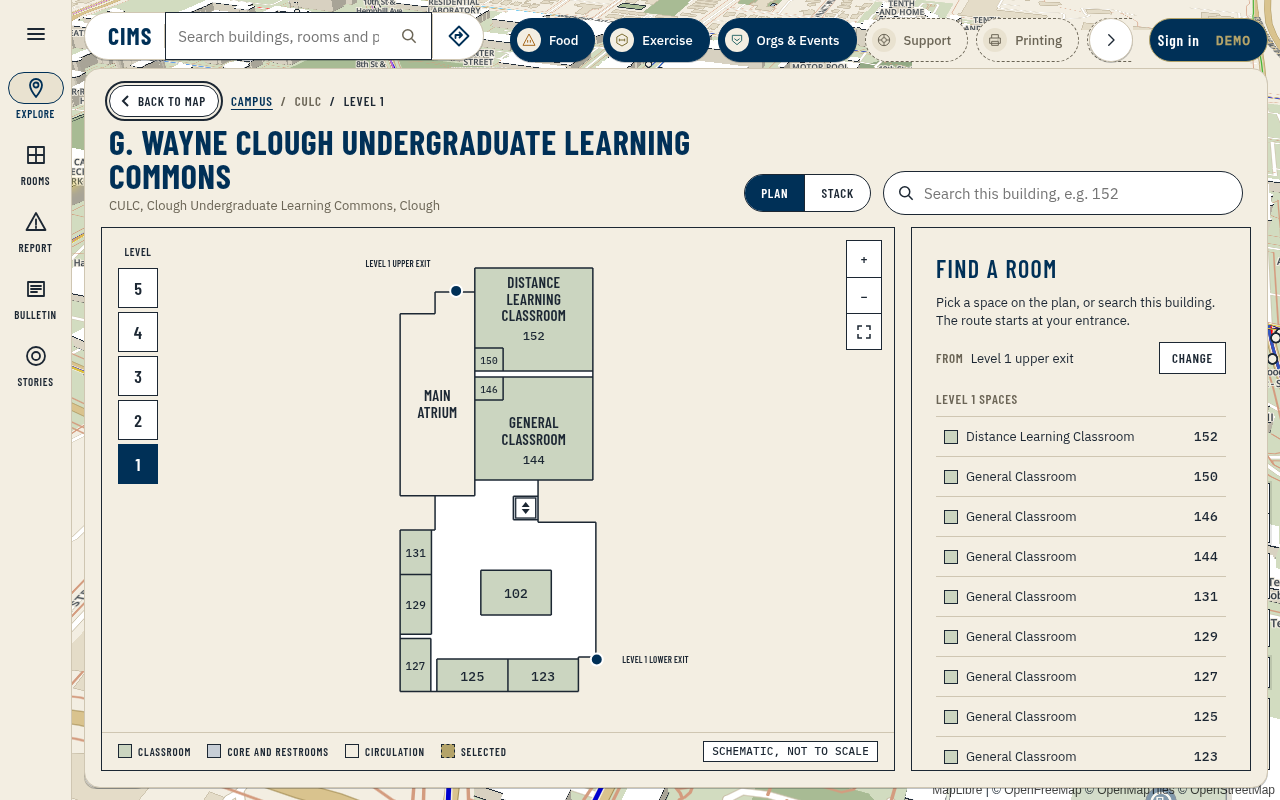 CIMS
Search buildings, rooms and p
Food
Exercise
Orgs & Events
Support
Printing
Sign in DEMO
EXPLORE
ROOMS
REPORT
BULLETIN
STORIES
BACK TO MAP
CAMPUS / CULC / LEVEL 1
G. WAYNE CLOUGH UNDERGRADUATE LEARNING
COMMONS
CULC, Clough Undergraduate Learning Commons, Clough
PLAN
STACK
Search this building, e.g. 152
LEVEL
5
4
3
2
1
LEVEL 1 UPPER EXIT
DISTANCE
LEARNING
CLASSROOM
152
150
146
MAIN
ATRIUM
GENERAL
CLASSROOM
144
131
129
102
127
125
123
LEVEL 1 LOWER EXIT
+
−
CLASSROOM
CORE AND RESTROOMS
CIRCULATION
SELECTED
SCHEMATIC, NOT TO SCALE
FIND A ROOM
Pick a space on the plan, or search this building.
The route starts at your entrance.
FROM Level 1 upper exit
CHANGE
LEVEL 1 SPACES
Distance Learning Classroom 152
General Classroom 150
General Classroom 146
General Classroom 144
General Classroom 131
General Classroom 129
General Classroom 127
General Classroom 125
General Classroom 123
MapLibre | © OpenFreeMap © OpenMapTiles © OpenStreetMap